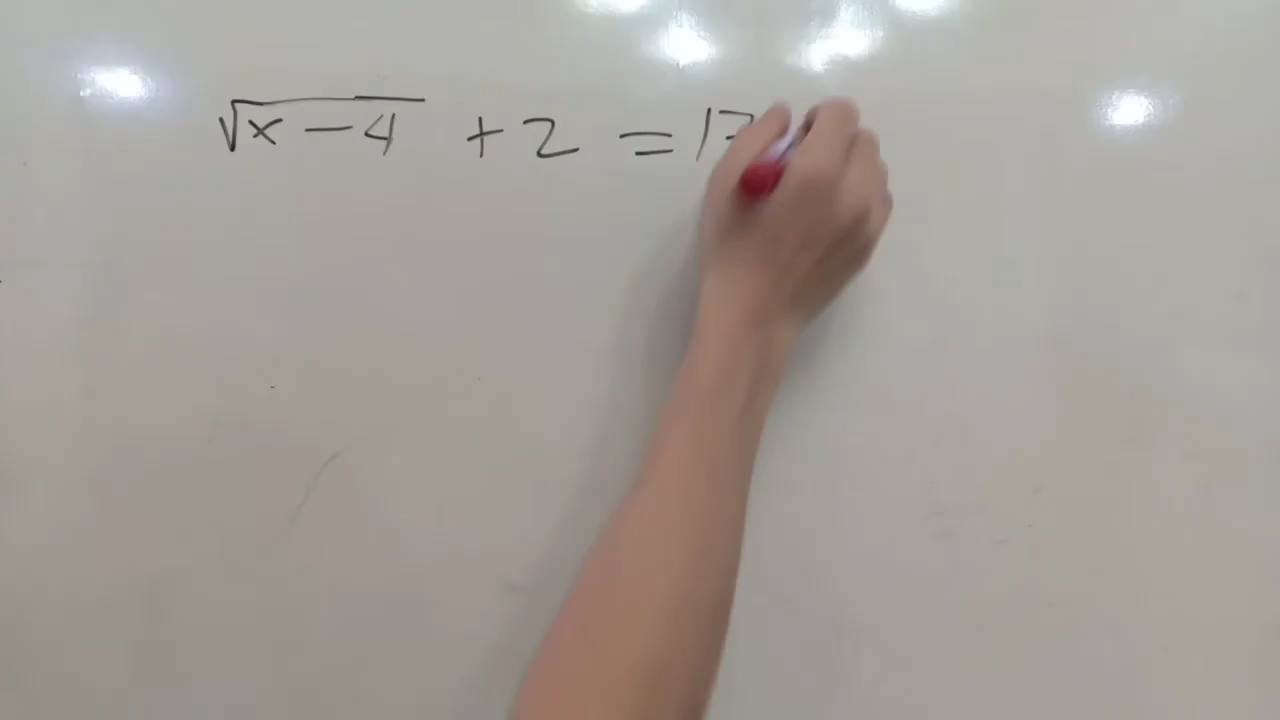 √(x − 4) + 2 = 17